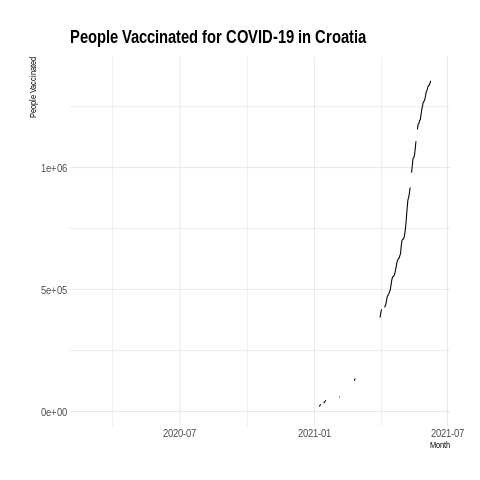 People Vaccinated for COVID-19 in Croatia
People Vaccinated
1e+06
5e+05
0e+00
2020-07
2021-01
2021-07
Month